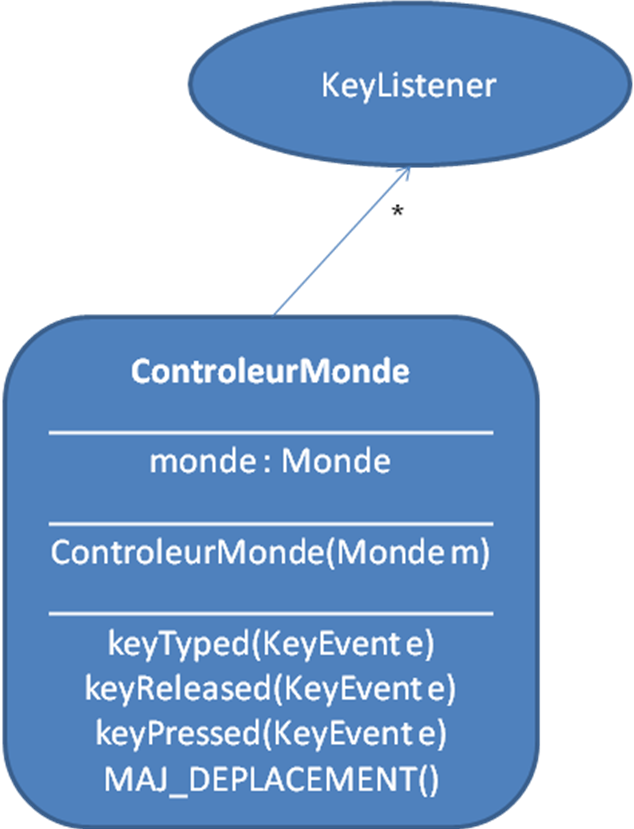 KeyListener
*
ControleurMonde
monde : Monde
ControleurMonde(Monde m)
keyTyped(KeyEvent e)
keyReleased(KeyEvent e)
keyPressed(KeyEvent e)
MAJ_DEPLACEMENT()